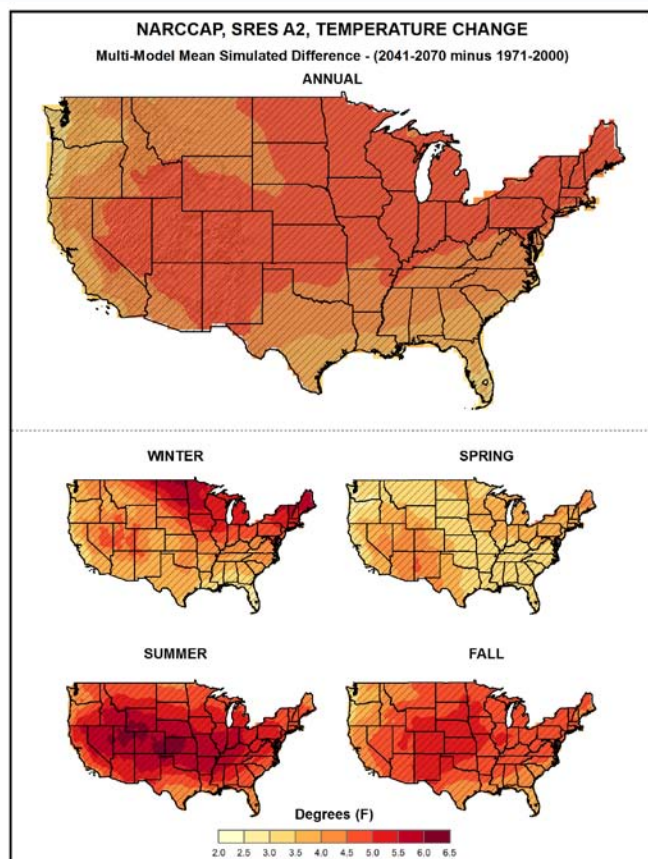 NARCCAP, SRES A2, TEMPERATURE CHANGE
Multi-Model Mean Simulated Difference - (2041-2070 minus 1971-2000)
ANNUAL
WINTER
SPRING
SUMMER
FALL
Degrees (F)
2.0 2.5 3.0 3.5 4.0 4.5 5.0 5.5 6.0 6.5